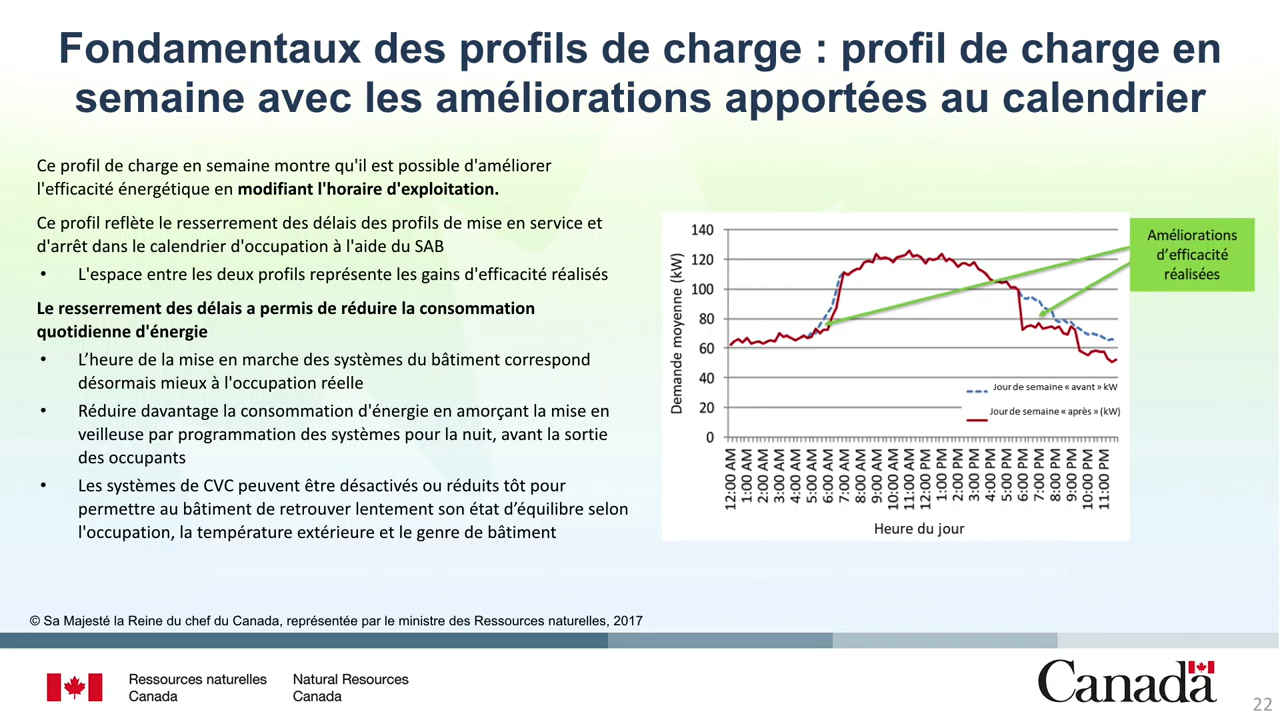 Fondamentaux des profils de charge : profil de charge en
semaine avec les améliorations apportées au calendrier
Ce profil de charge en semaine montre qu'il est possible d'améliorer
l'efficacité énergétique en modifiant l'horaire d'exploitation.
Ce profil reflète le resserrement des délais des profils de mise en service et
d'arrêt dans le calendrier d'occupation à l'aide du SAB
• L'espace entre les deux profils représente les gains d'efficacité réalisés
Le resserrement des délais a permis de réduire la consommation
quotidienne d'énergie
• L’heure de la mise en marche des systèmes du bâtiment correspond
désormais mieux à l'occupation réelle
• Réduire davantage la consommation d'énergie en amorçant la mise en
veilleuse par programmation des systèmes pour la nuit, avant la sortie
des occupants
• Les systèmes de CVC peuvent être désactivés ou réduits tôt pour
permettre au bâtiment de retrouver lentement son état d’équilibre selon
l'occupation, la température extérieure et le genre de bâtiment
Demande moyenne (kW)
140
120
100
80
60
40
20
0
Jour de semaine « avant » kW
Jour de semaine « après » (kW)
12:00 AM
1:00 AM
2:00 AM
3:00 AM
4:00 AM
5:00 AM
6:00 AM
7:00 AM
8:00 AM
9:00 AM
10:00 AM
11:00 AM
12:00 PM
1:00 PM
2:00 PM
3:00 PM
4:00 PM
5:00 PM
6:00 PM
7:00 PM
8:00 PM
9:00 PM
10:00 PM
11:00 PM
Heure du jour
Améliorations
d’efficacité
réalisées
© Sa Majesté la Reine du chef du Canada, représentée par le ministre des Ressources naturelles, 2017
Ressources naturelles
Canada
Natural Resources
Canada
Canada
22